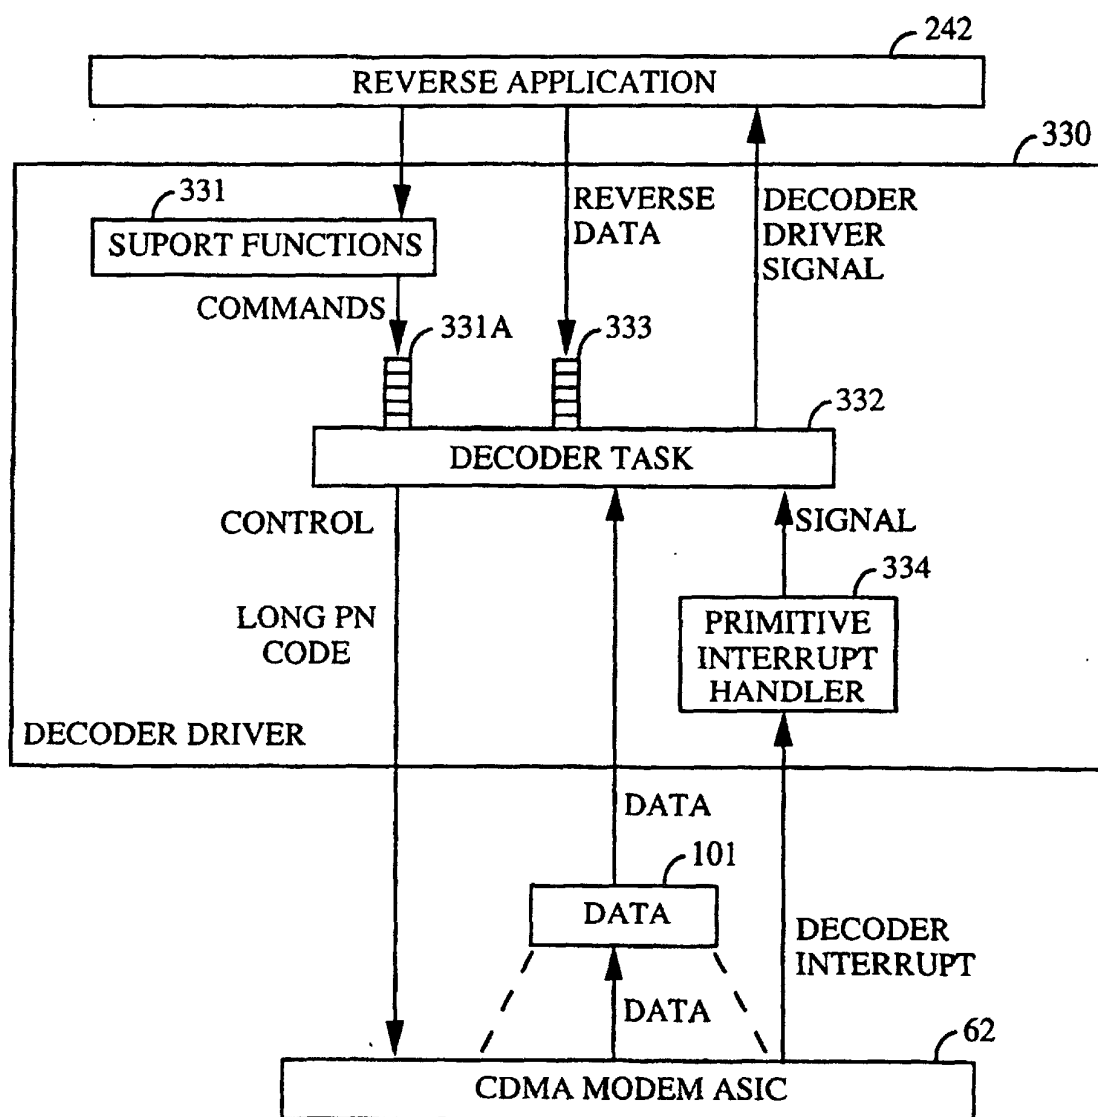 242
REVERSE APPLICATION
330
331
REVERSE
DATA
DECODER
DRIVER
SIGNAL
SUPORT FUNCTIONS
COMMANDS
331A
333
332
DECODER TASK
CONTROL
SIGNAL
334
LONG PN
CODE
PRIMITIVE
INTERRUPT
HANDLER
DECODER DRIVER
DATA
101
DATA
DECODER
INTERRUPT
DATA
62
CDMA MODEM ASIC